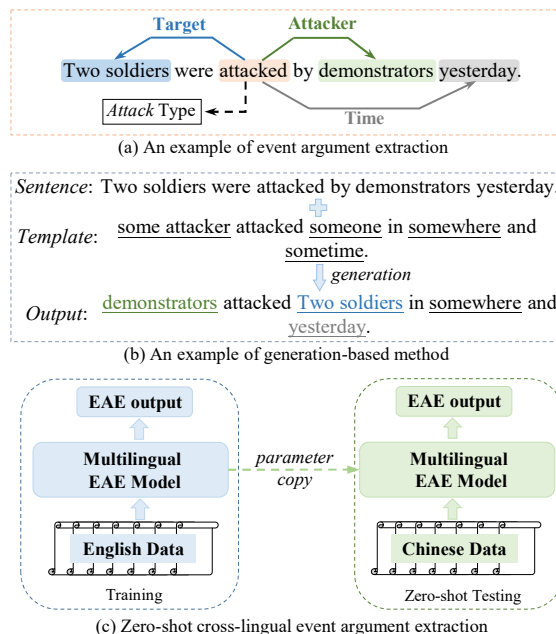 Target
Attacker
Two soldiers were attacked by demonstrators yesterday.
Attack Type
Time
(a) An example of event argument extraction
Sentence: Two soldiers were attacked by demonstrators yesterday.
Template: some attacker attacked someone in somewhere and
sometime.
generation
Output: demonstrators attacked Two soldiers in somewhere and
yesterday.
(b) An example of generation-based method
EAE output
Multilingual
EAE Model
English Data
Training
parameter
copy
EAE output
Multilingual
EAE Model
Chinese Data
Zero-shot Testing
(c) Zero-shot cross-lingual event argument extraction